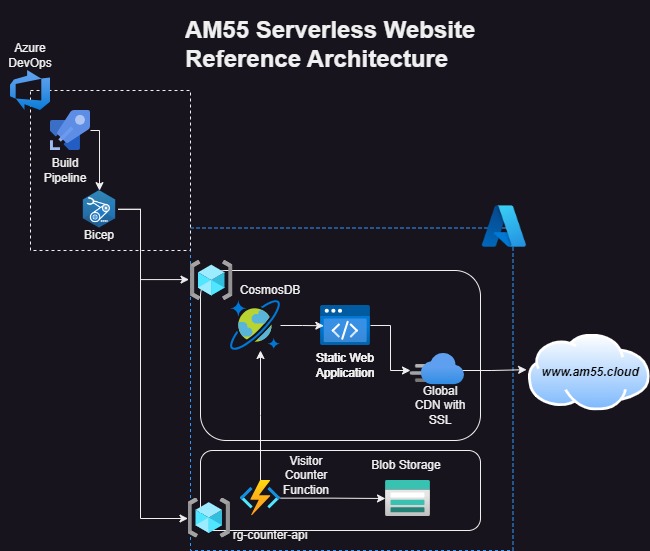 AM55 Serverless Website
Reference Architecture
Azure
DevOps
Build
Pipeline
Bicep
CosmosDB
Static Web
Application
Global
CDN with
SSL
www.am55.cloud
Visitor
Counter
Function
Blob Storage
rg-counter-api